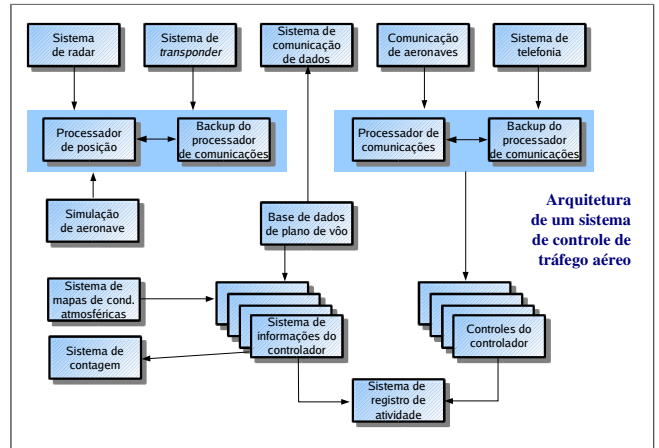 Sistema
de radar
Sistema de
transponder
Sistema de
comunicação
de dados
Comunicação
de aeronaves
Sistema de
telefonia
Processador
de posição
Backup do
processador
de comunicações
Processador de
comunicações
Backup do
processador
de comunicações
Simulação
de aeronave
Base de dados
de plano de vôo
Arquitetura
de um sistema
de controle de
tráfego aéreo
Sistema de
mapas de cond.
atmosféricas
Sistema de
informações do
controlador
Controles do
controlador
Sistema de
contagem
Sistema de
registro de
atividade